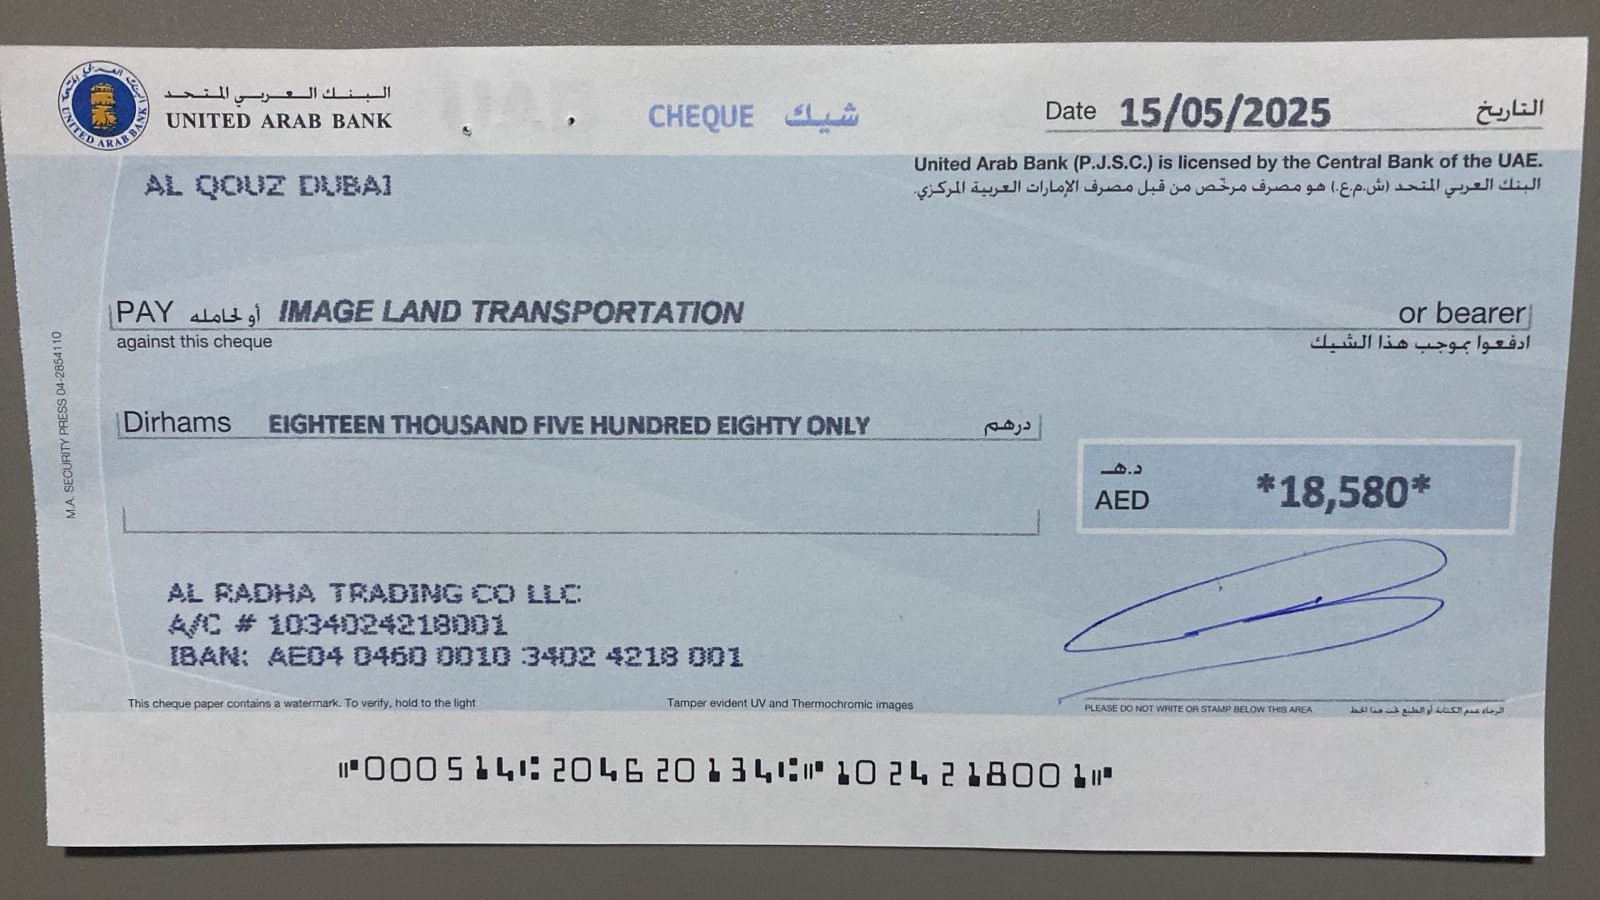 البنك العربي المتحد
UNITED ARAB BANK
CHEQUE شيك
Date 15/05/2025 التاريخ
United Arab Bank (P.J.S.C.) is licensed by the Central Bank of the UAE.
البنك العربي المتحد (ش.م.ع.) هو مصرف مرخّص من قبل مصرف الإمارات العربية المركزي.
AL QOUZ DUBAI
PAY أو لحامله IMAGE LAND TRANSPORTATION or bearer
against this cheque ادفعوا بموجب هذا الشيك
Dirhams EIGHTEEN THOUSAND FIVE HUNDRED EIGHTY ONLY درهم
د.هـ
AED *18,580*
AL RADHA TRADING CO LLC
A/C # 1034024218001
IBAN: AE04 0460 0010 3402 4218 001
This cheque paper contains a watermark. To verify, hold to the light
Tamper evident UV and Thermochromic images
PLEASE DO NOT WRITE OR STAMP BELOW THIS AREA الرجاء عدم الكتابة أو الطبع تحت هذا الخط
000514 204620134 1024218001
M.A. SECURITY PRESS 04-2854110